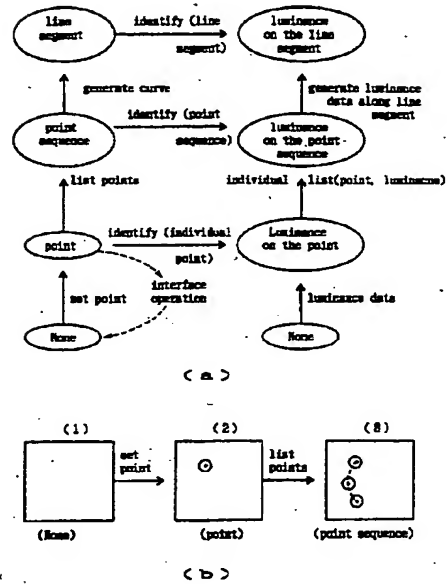 line segment
identify (line segment)
luminance on the line segment
generate curve
generate luminance data along line segment
point sequence
identify (point sequence)
luminance on the point sequence
list points
individual list(point, luminacne)
point
identify (individual point)
Luminance on the point
interface operation
set point
luminance data
None
None
( a )
(1)
(2)
(3)
set point
list points
(None)
(point)
(point sequence)
( b )